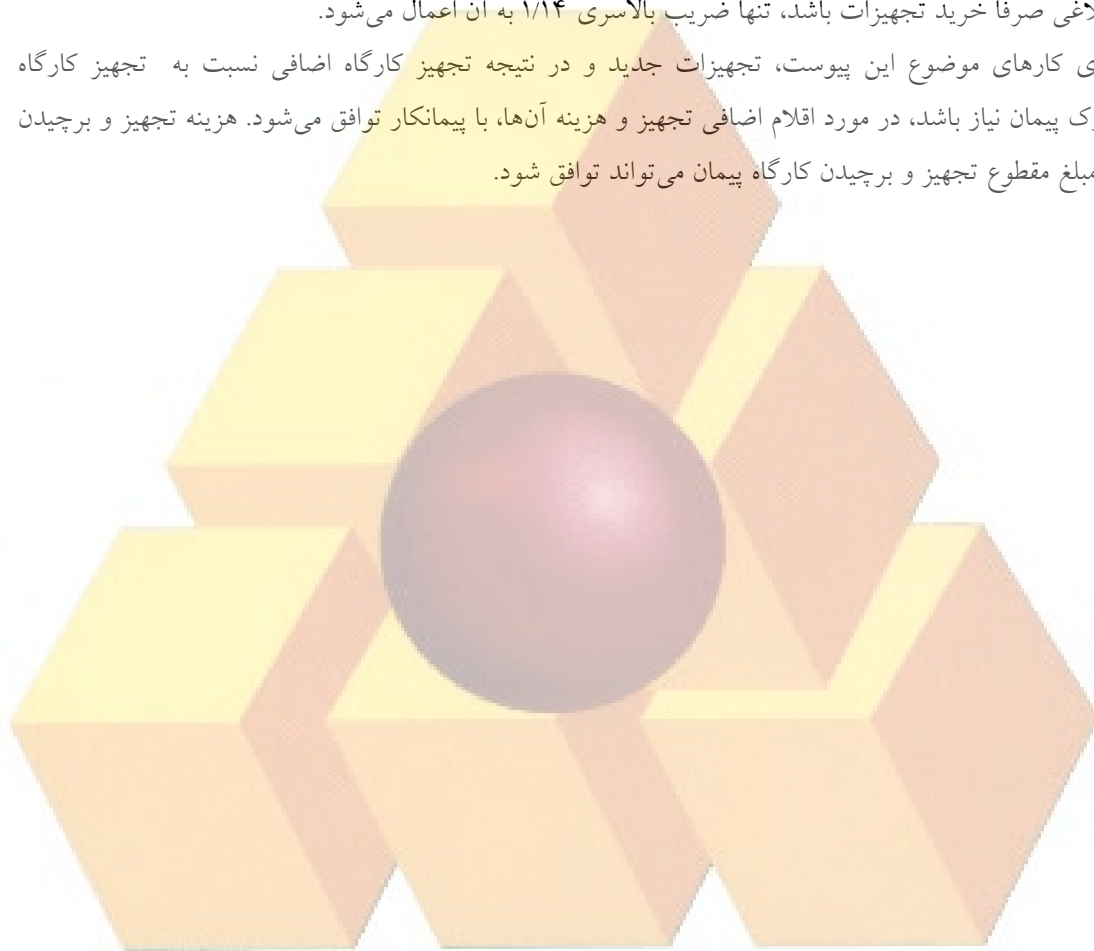 لاغی صرفا خرید تجهیزات باشد، تنها ضریب بالاسری ۱/۱۴ به آن اعمال می‌شود.
ی کارهای موضوع این پیوست، تجهیزات جدید و در نتیجه تجهیز کارگاه اضافی نسبت به تجهیز کارگاه
ک پیمان نیاز باشد، در مورد اقلام اضافی تجهیز و هزینه آن‌ها، با پیمانکار توافق می‌شود. هزینه تجهیز و برچیدن
مبلغ مقطوع تجهیز و برچیدن کارگاه پیمان می‌تواند توافق شود.